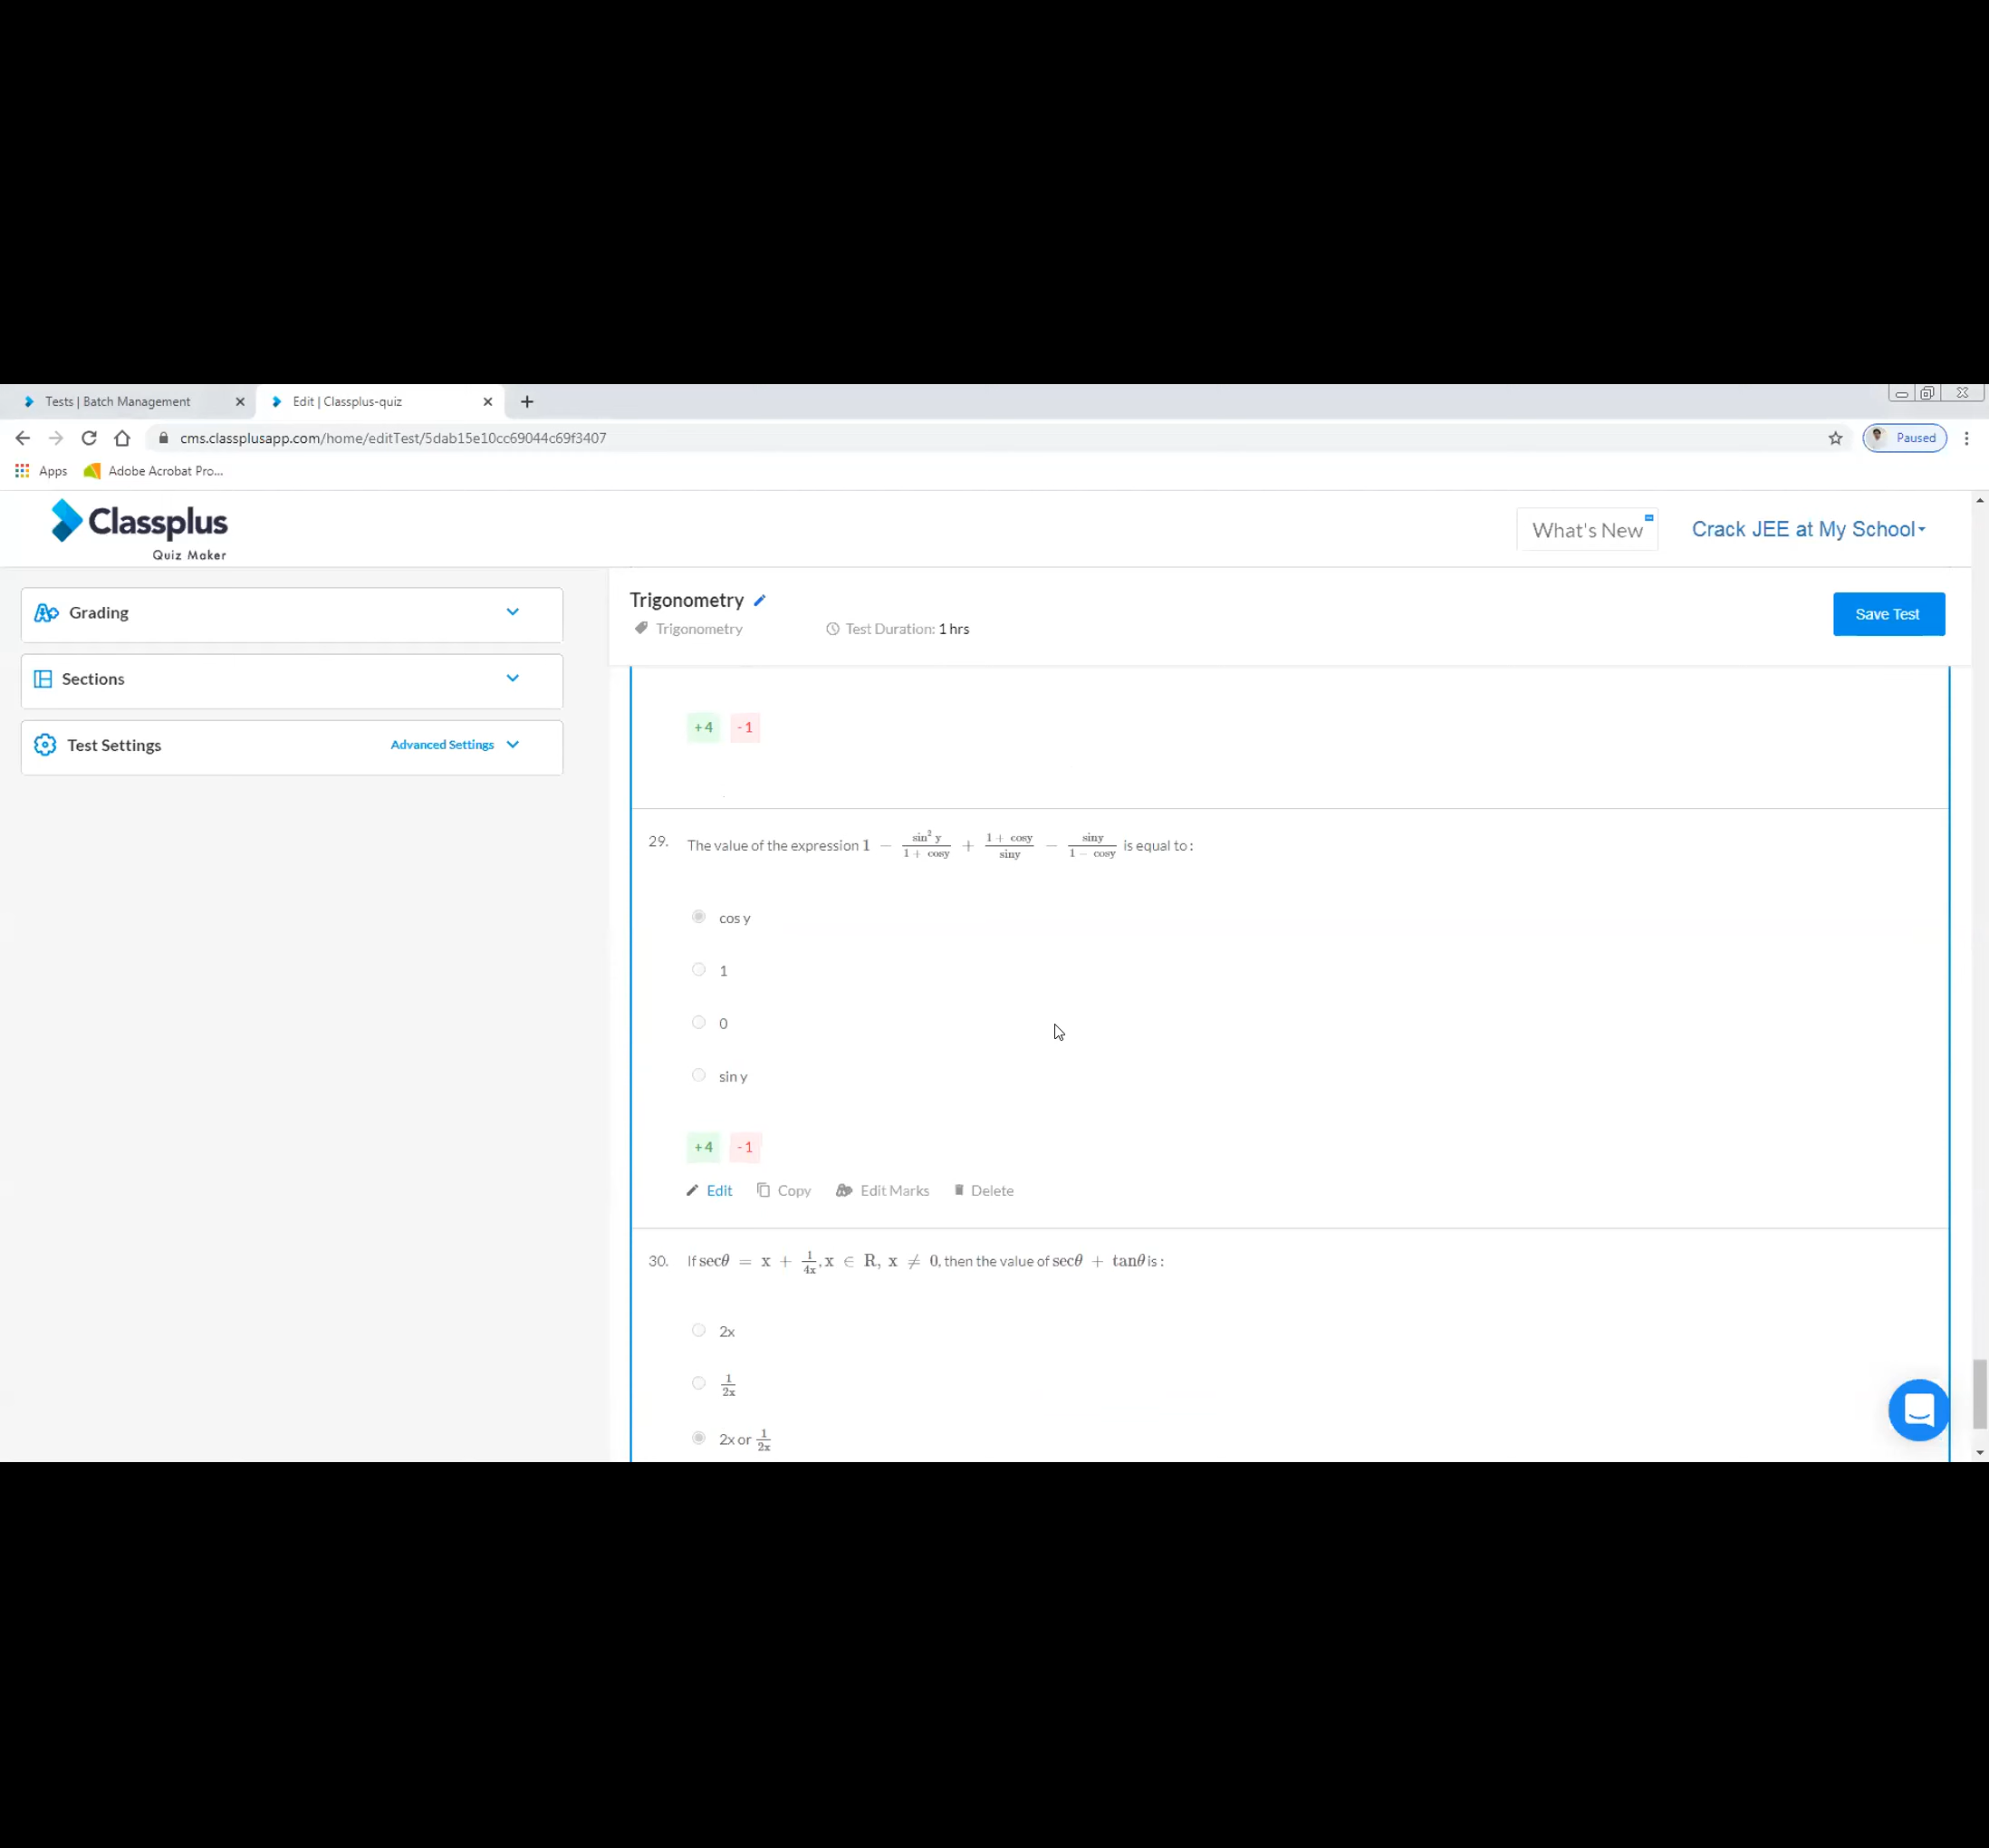 Tests | Batch Management
Edit | Classplus-quiz
cms.classplusapp.com/home/editTest/5dab15e10cc69044c69f3407
Paused
Apps
Adobe Acrobat Pro...
Classplus
Quiz Maker
What's New
Crack JEE at My School
Grading
Sections
Test Settings
Advanced Settings
Trigonometry
Trigonometry
Test Duration: 1 hrs
Save Test
+4 -1
29. The value of the expression 1 − sin² y / 1 + cosy + 1 + cosy / siny − siny / 1 − cosy is equal to :
cos y
1
0
sin y
+4 -1
Edit Copy Edit Marks Delete
30. If secθ = x + 1/4x, x ∈ R, x ≠ 0, then the value of secθ + tanθ is :
2x
1/2x
2x or 1/2x